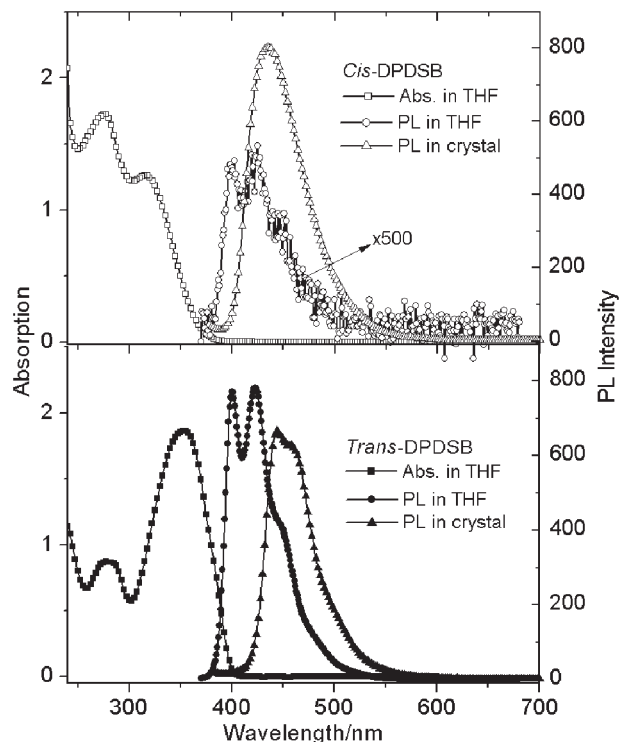 2
1
0
800
600
400
200
0
Cis-DPDSB
Abs. in THF
PL in THF
PL in crystal
x500
Absorption
PL Intensity
2
1
0
800
600
400
200
0
Trans-DPDSB
Abs. in THF
PL in THF
PL in crystal
300 400 500 600 700
Wavelength/nm